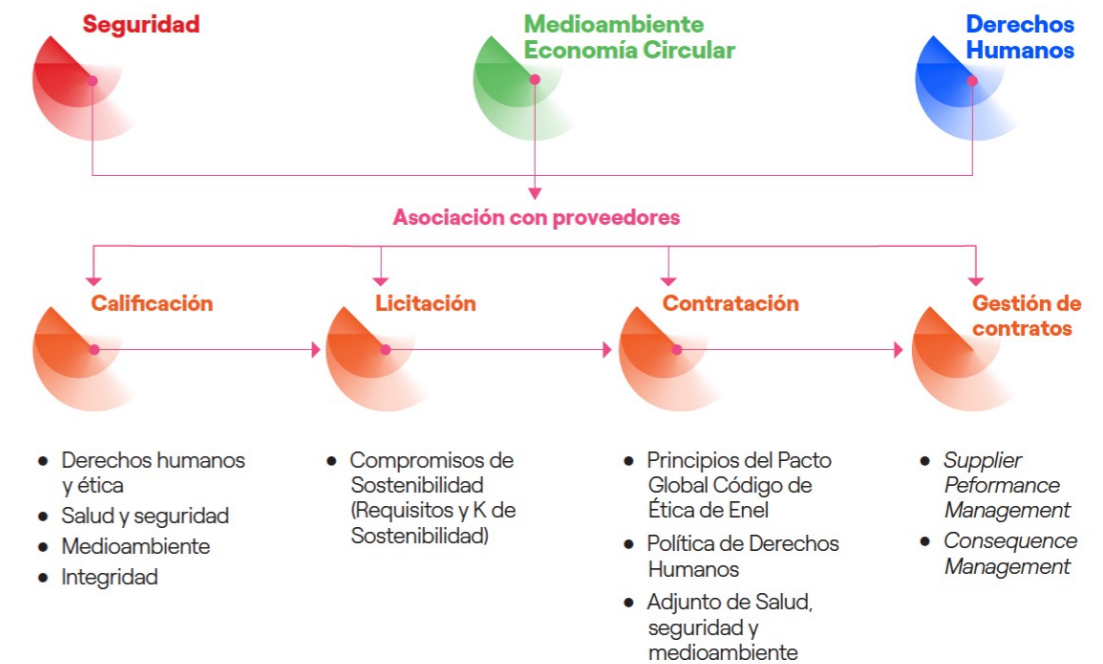 Seguridad
Medioambiente
Economía Circular
Derechos
Humanos
Asociación con proveedores
Calificación
Licitación
Contratación
Gestión de
contratos
● Derechos humanos
y ética
● Salud y seguridad
● Medioambiente
● Integridad
● Compromisos de
Sostenibilidad
(Requisitos y K de
Sostenibilidad)
● Principios del Pacto
Global Código de
Ética de Enel
● Política de Derechos
Humanos
● Adjunto de Salud,
seguridad y
medioambiente
● Supplier
Peformance
Management
● Consequence
Management